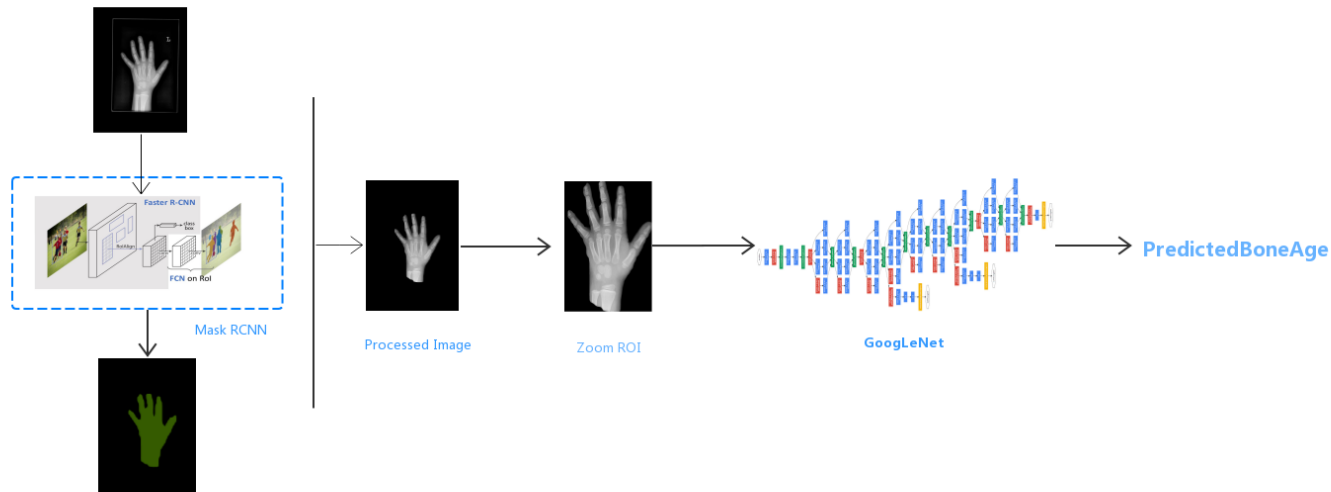 Faster R-CNN
class
box
RoIAlign
FCN on RoI
Mask RCNN
Processed Image
Zoom ROI
GoogLeNet
PredictedBoneAge